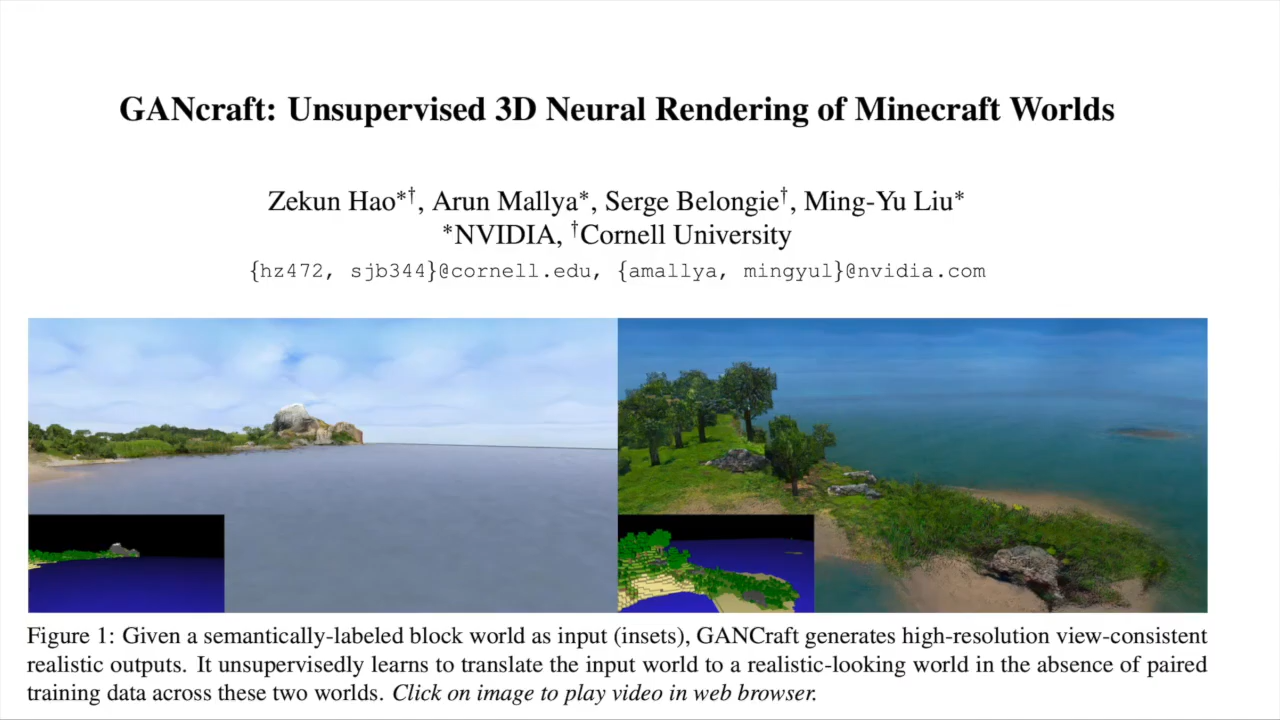 GANcraft: Unsupervised 3D Neural Rendering of Minecraft Worlds
Zekun Hao*†, Arun Mallya*, Serge Belongie†, Ming-Yu Liu*
*NVIDIA, †Cornell University
{hz472, sjb344}@cornell.edu, {amallya, mingyul}@nvidia.com
Figure 1: Given a semantically-labeled block world as input (insets), GANCraft generates high-resolution view-consistent
realistic outputs. It unsupervisedly learns to translate the input world to a realistic-looking world in the absence of paired
training data across these two worlds. Click on image to play video in web browser.